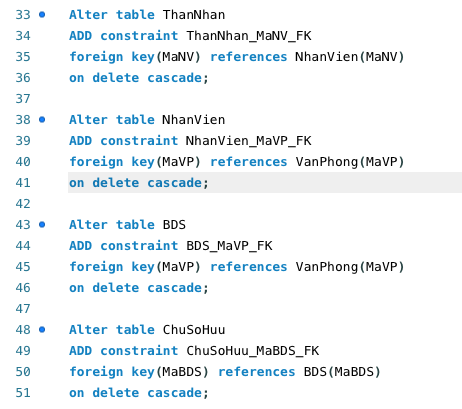 33 Alter table ThanNhan
34 ADD constraint ThanNhan_MaNV_FK
35 foreign key(MaNV) references NhanVien(MaNV)
36 on delete cascade;
37
38 Alter table NhanVien
39 ADD constraint NhanVien_MaVP_FK
40 foreign key(MaVP) references VanPhong(MaVP)
41 on delete cascade;
42
43 Alter table BDS
44 ADD constraint BDS_MaVP_FK
45 foreign key(MaVP) references VanPhong(MaVP)
46 on delete cascade;
47
48 Alter table ChuSoHuu
49 ADD constraint ChuSoHuu_MaBDS_FK
50 foreign key(MaBDS) references BDS(MaBDS)
51 on delete cascade;